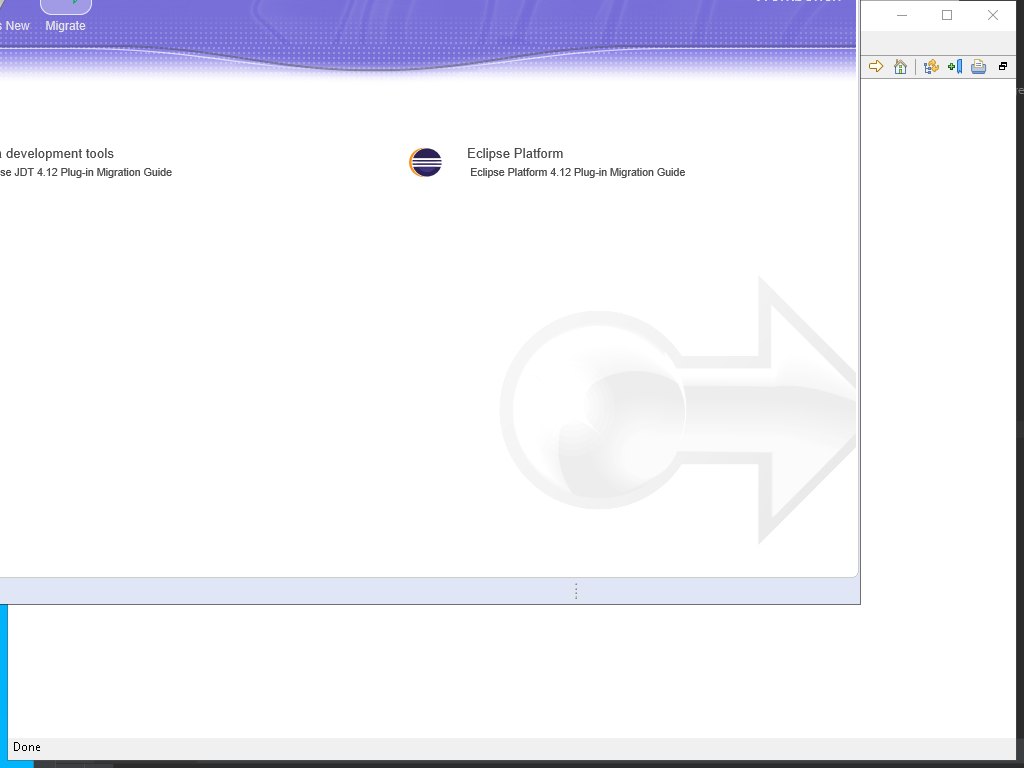 s New
Migrate
a development tools
se JDT 4.12 Plug-in Migration Guide
Eclipse Platform
Eclipse Platform 4.12 Plug-in Migration Guide
re
Done